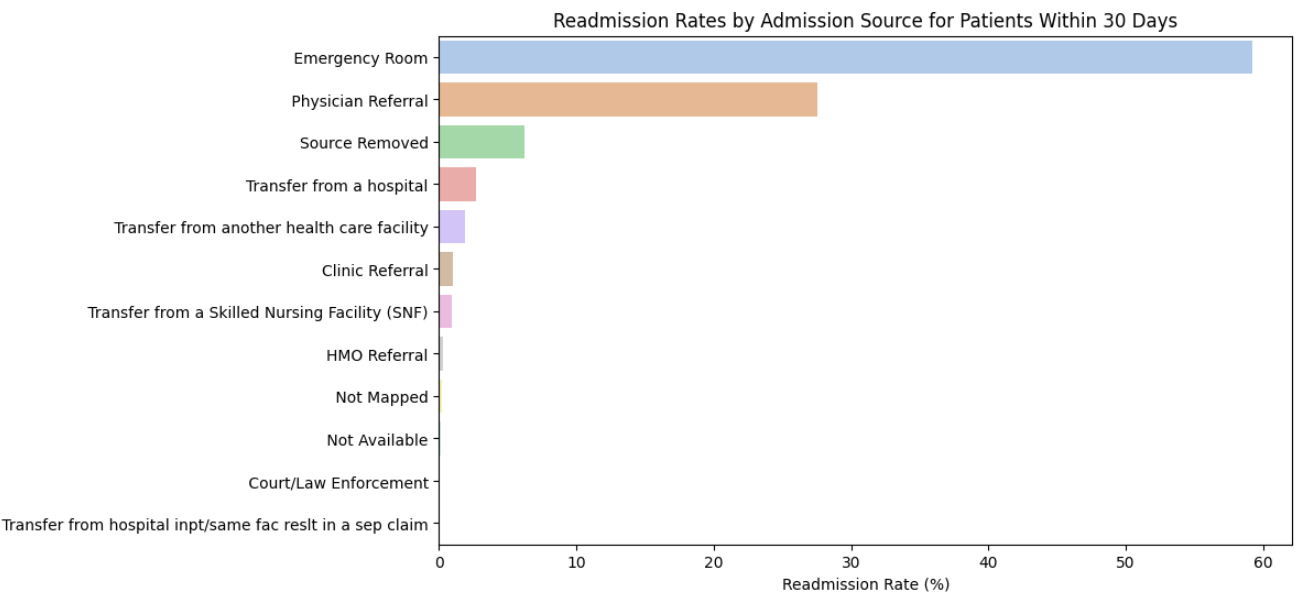 Readmission Rates by Admission Source for Patients Within 30 Days
Emergency Room
Physician Referral
Source Removed
Transfer from a hospital
Transfer from another health care facility
Clinic Referral
Transfer from a Skilled Nursing Facility (SNF)
HMO Referral
Not Mapped
Not Available
Court/Law Enforcement
Transfer from hospital inpt/same fac reslt in a sep claim
0 10 20 30 40 50 60
Readmission Rate (%)